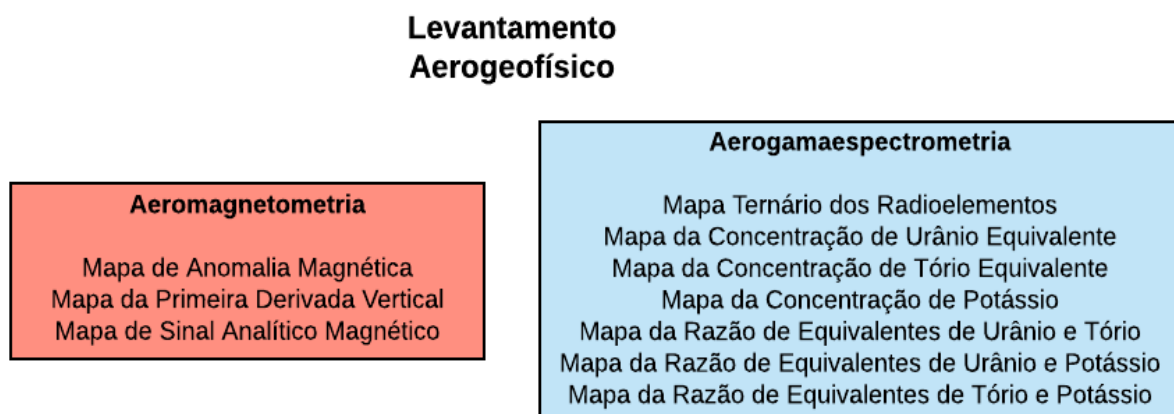 Levantamento
Aerogeofísico
Aeromagnetometria
Mapa de Anomalia Magnética
Mapa da Primeira Derivada Vertical
Mapa de Sinal Analítico Magnético
Aerogamaespectrometria
Mapa Ternário dos Radioelementos
Mapa da Concentração de Urânio Equivalente
Mapa da Concentração de Tório Equivalente
Mapa da Concentração de Potássio
Mapa da Razão de Equivalentes de Urânio e Tório
Mapa da Razão de Equivalentes de Urânio e Potássio
Mapa da Razão de Equivalentes de Tório e Potássio